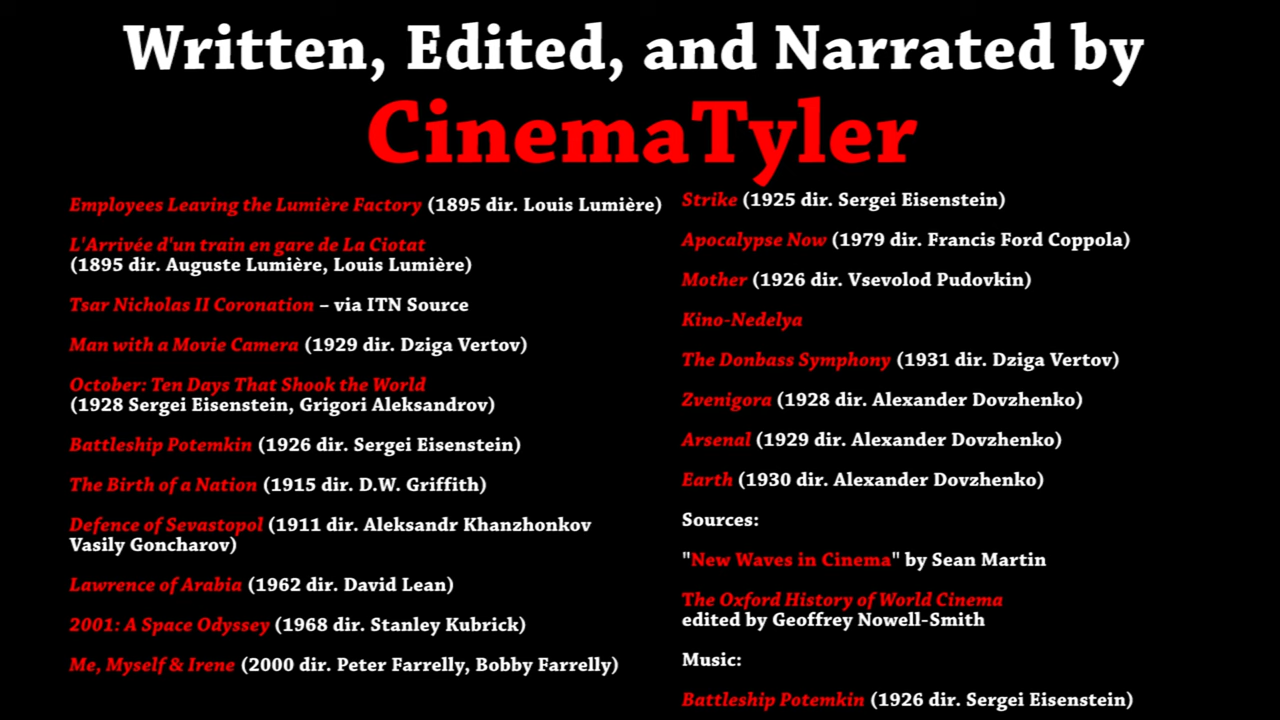 Written, Edited, and Narrated by
CinemaTyler
Employees Leaving the Lumière Factory (1895 dir. Louis Lumière)
L'Arrivée d'un train en gare de La Ciotat
(1895 dir. Auguste Lumière, Louis Lumière)
Tsar Nicholas II Coronation – via ITN Source
Man with a Movie Camera (1929 dir. Dziga Vertov)
October: Ten Days That Shook the World
(1928 Sergei Eisenstein, Grigori Aleksandrov)
Battleship Potemkin (1926 dir. Sergei Eisenstein)
The Birth of a Nation (1915 dir. D.W. Griffith)
Defence of Sevastopol (1911 dir. Aleksandr Khanzhonkov
Vasily Goncharov)
Lawrence of Arabia (1962 dir. David Lean)
2001: A Space Odyssey (1968 dir. Stanley Kubrick)
Me, Myself & Irene (2000 dir. Peter Farrelly, Bobby Farrelly)
Strike (1925 dir. Sergei Eisenstein)
Apocalypse Now (1979 dir. Francis Ford Coppola)
Mother (1926 dir. Vsevolod Pudovkin)
Kino-Nedelya
The Donbass Symphony (1931 dir. Dziga Vertov)
Zvenigora (1928 dir. Alexander Dovzhenko)
Arsenal (1929 dir. Alexander Dovzhenko)
Earth (1930 dir. Alexander Dovzhenko)
Sources:
"New Waves in Cinema" by Sean Martin
The Oxford History of World Cinema
edited by Geoffrey Nowell-Smith
Music:
Battleship Potemkin (1926 dir. Sergei Eisenstein)